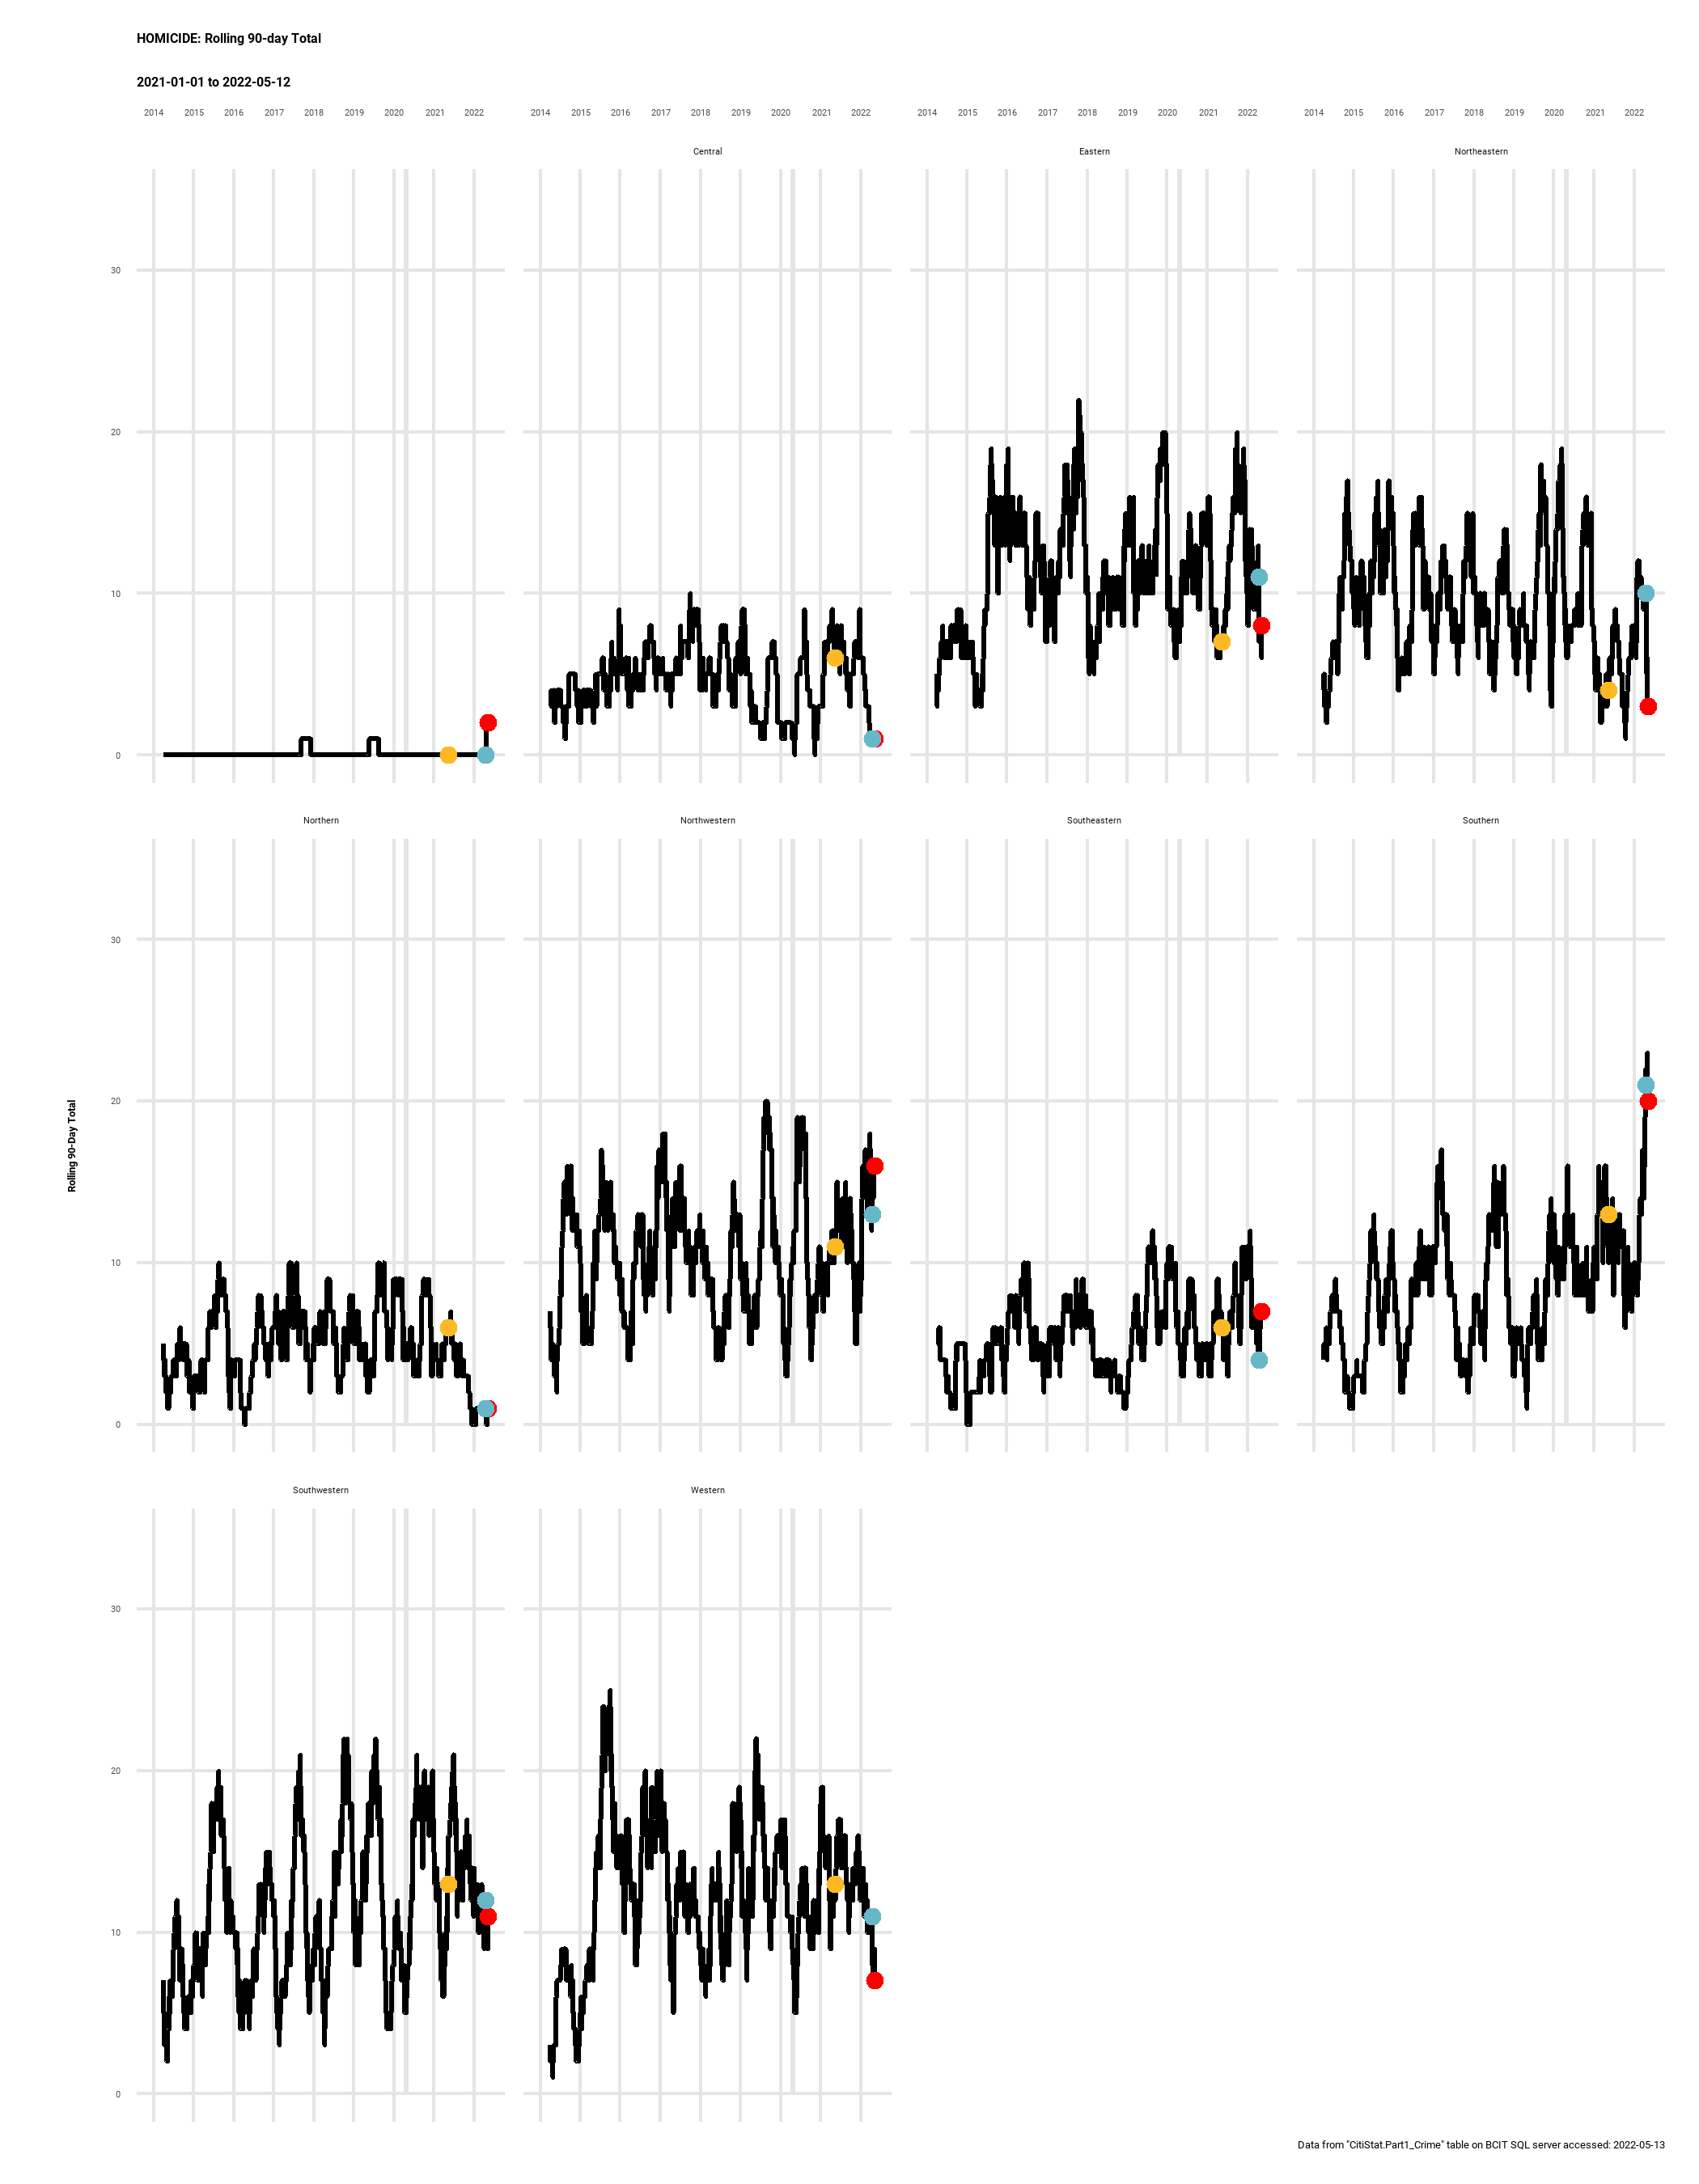 HOMICIDE: Rolling 90-day Total
2021-01-01 to 2022-05-12
2014 2015 2016 2017 2018 2019 2020 2021 2022 2014 2015 2016 2017 2018 2019 2020 2021 2022 2014 2015 2016 2017 2018 2019 2020 2021 2022 2014 2015 2016 2017 2018 2019 2020 2021 2022
Central Eastern Northeastern
30
20
10
0
Northern Northwestern Southeastern Southern
30
20
10
0
Rolling 90-Day Total
Southwestern Western
30
20
10
0
Data from "CitiStat.Part1_Crime" table on BCIT SQL server accessed: 2022-05-13